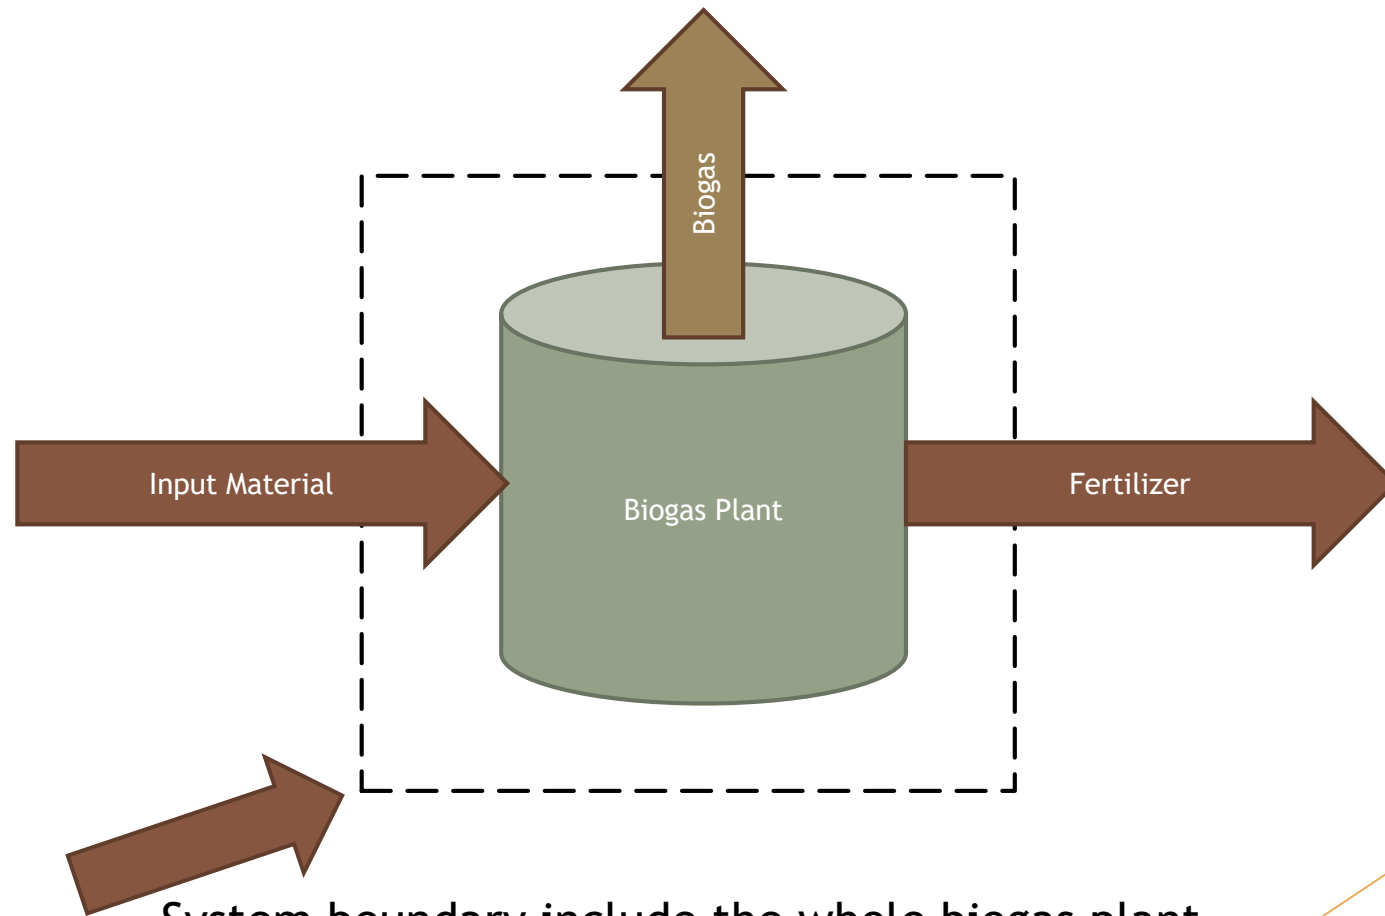 Biogas
Input Material
Biogas Plant
Fertilizer
System boundary include the whole biogas plant